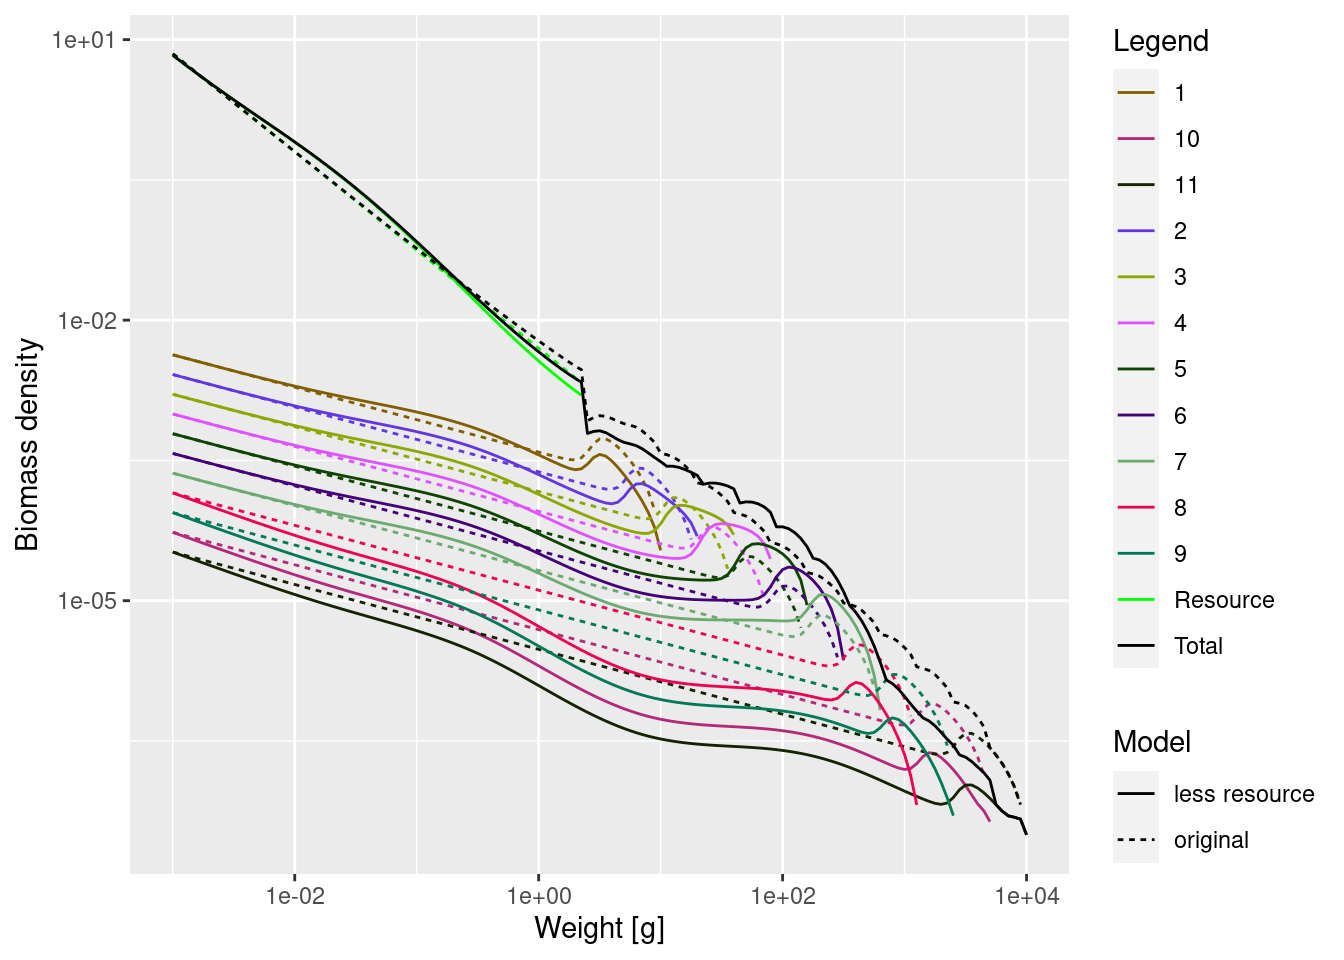 1e+01
1e-02
1e-05
Biomass density
1e-02
1e+00
1e+02
1e+04
Weight [g]
Legend
1
10
11
2
3
4
5
6
7
8
9
Resource
Total
Model
less resource
original